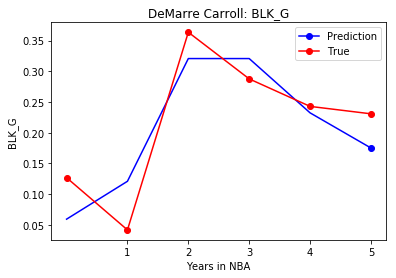 DeMarre Carroll: BLK_G
Prediction
True
0.35
0.30
0.25
0.20
0.15
0.10
0.05
BLK_G
1 2 3 4 5
Years in NBA